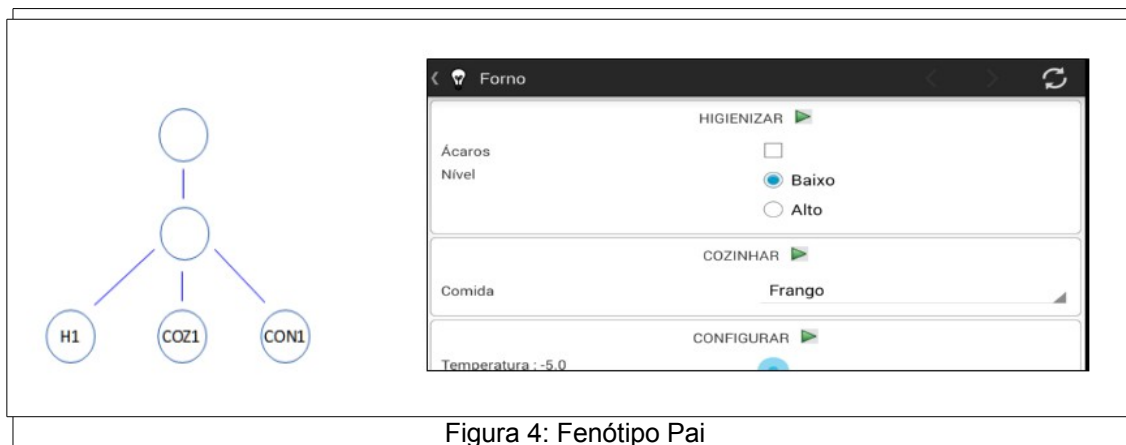 H1
COZ1
CON1
Forno
HIGIENIZAR
Ácaros
Nível
Baixo
Alto
COZINHAR
Comida
Frango
CONFIGURAR
Temperatura : -5.0
Figura 4: Fenótipo Pai